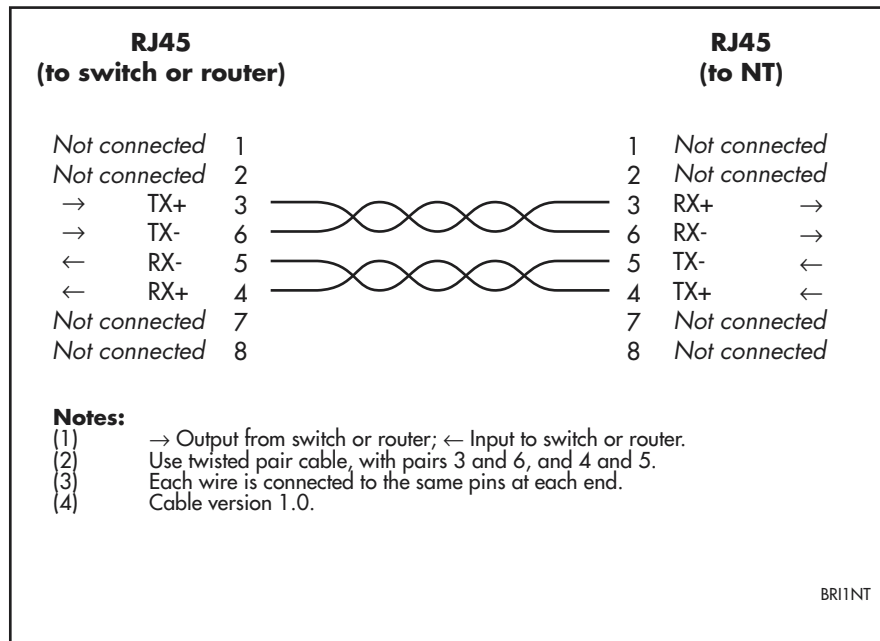 RJ45
(to switch or router)
RJ45
(to NT)
Not connected 1
1 Not connected
Not connected 2
2 Not connected
→ TX+ 3
3 RX+ →
→ TX- 6
6 RX- →
← RX- 5
5 TX- ←
← RX+ 4
4 TX+ ←
Not connected 7
7 Not connected
Not connected 8
8 Not connected
Notes:
(1) → Output from switch or router; ← Input to switch or router.
(2) Use twisted pair cable, with pairs 3 and 6, and 4 and 5.
(3) Each wire is connected to the same pins at each end.
(4) Cable version 1.0.
BRI1NT